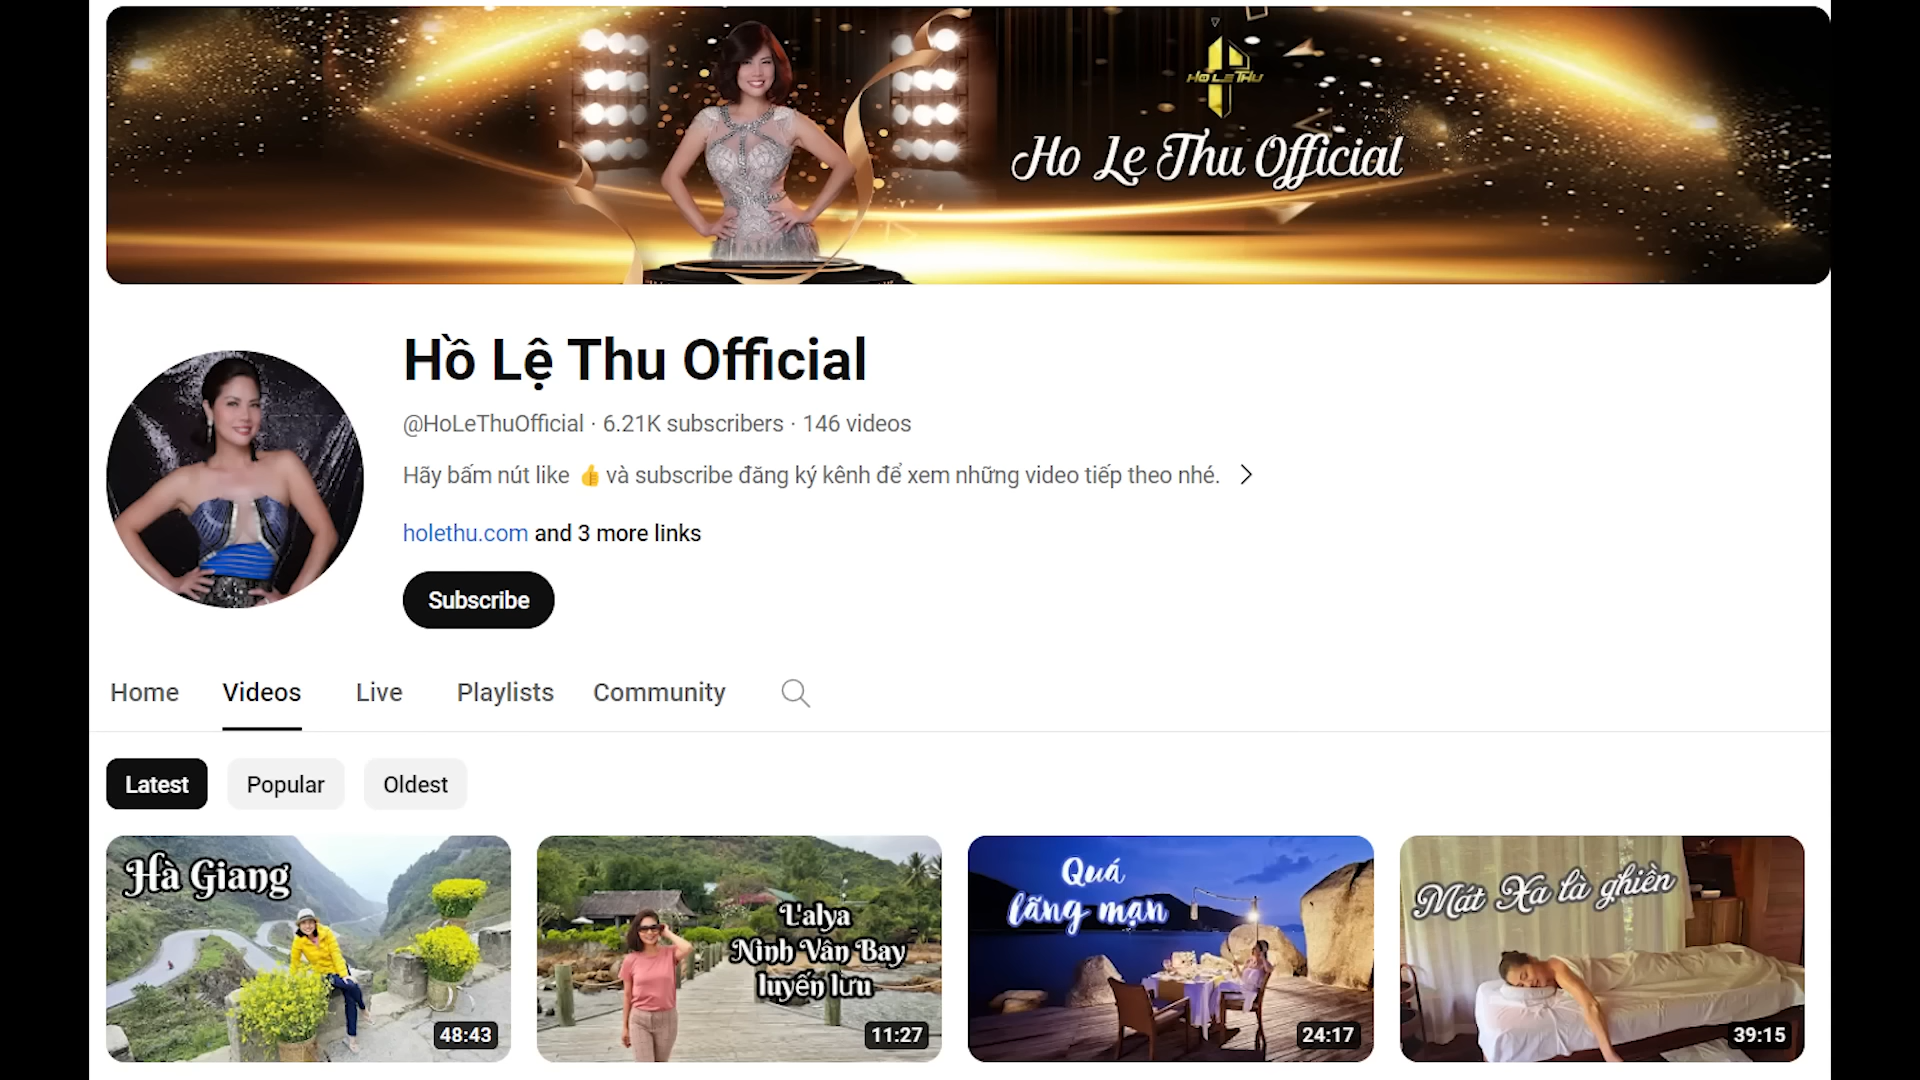 HO LE THU
Ho Le Thu Official
Hồ Lệ Thu Official
@HoLeThuOfficial · 6.21K subscribers · 146 videos
Hãy bấm nút like 👍 và subscribe đăng ký kênh để xem những video tiếp theo nhé.
holethu.com and 3 more links
Subscribe
Home Videos Live Playlists Community
Latest Popular Oldest
Hà Giang
48:43
L'alya
Ninh Vân Bay
luyến lưu
11:27
Quá
lãng mạn
24:17
Mát Xa là ghiền
39:15